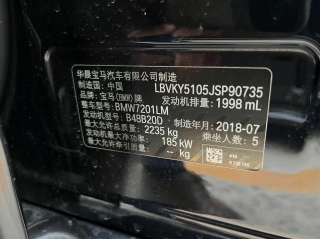 华晨宝马汽车有限公司制造
制造国：中国 LBVKY5105JSP90735
品牌：宝马(BMW)牌 发动机排量：1998 mL
整车型号：BMW7201LM
发动机型号：B48B20D 制造年月：2018-07
最大允许总质量：2235 kg 乘坐人数：5
发动机最大净功率：185 kW
最大允许牵引质量：-- kg